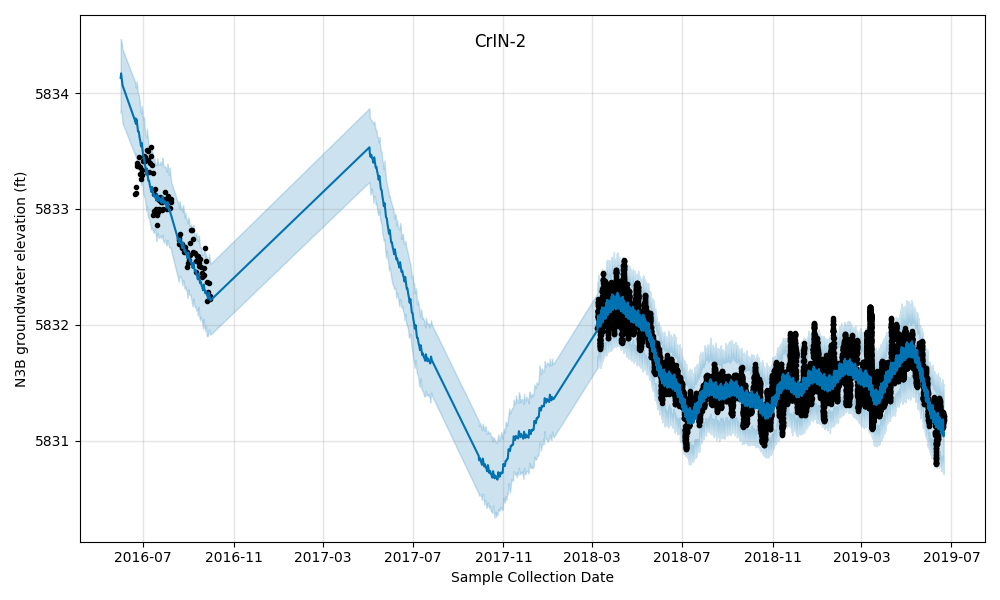 CrIN-2
N3B groundwater elevation (ft)
5834
5833
5832
5831
2016-07 2016-11 2017-03 2017-07 2017-11 2018-03 2018-07 2018-11 2019-03 2019-07
Sample Collection Date